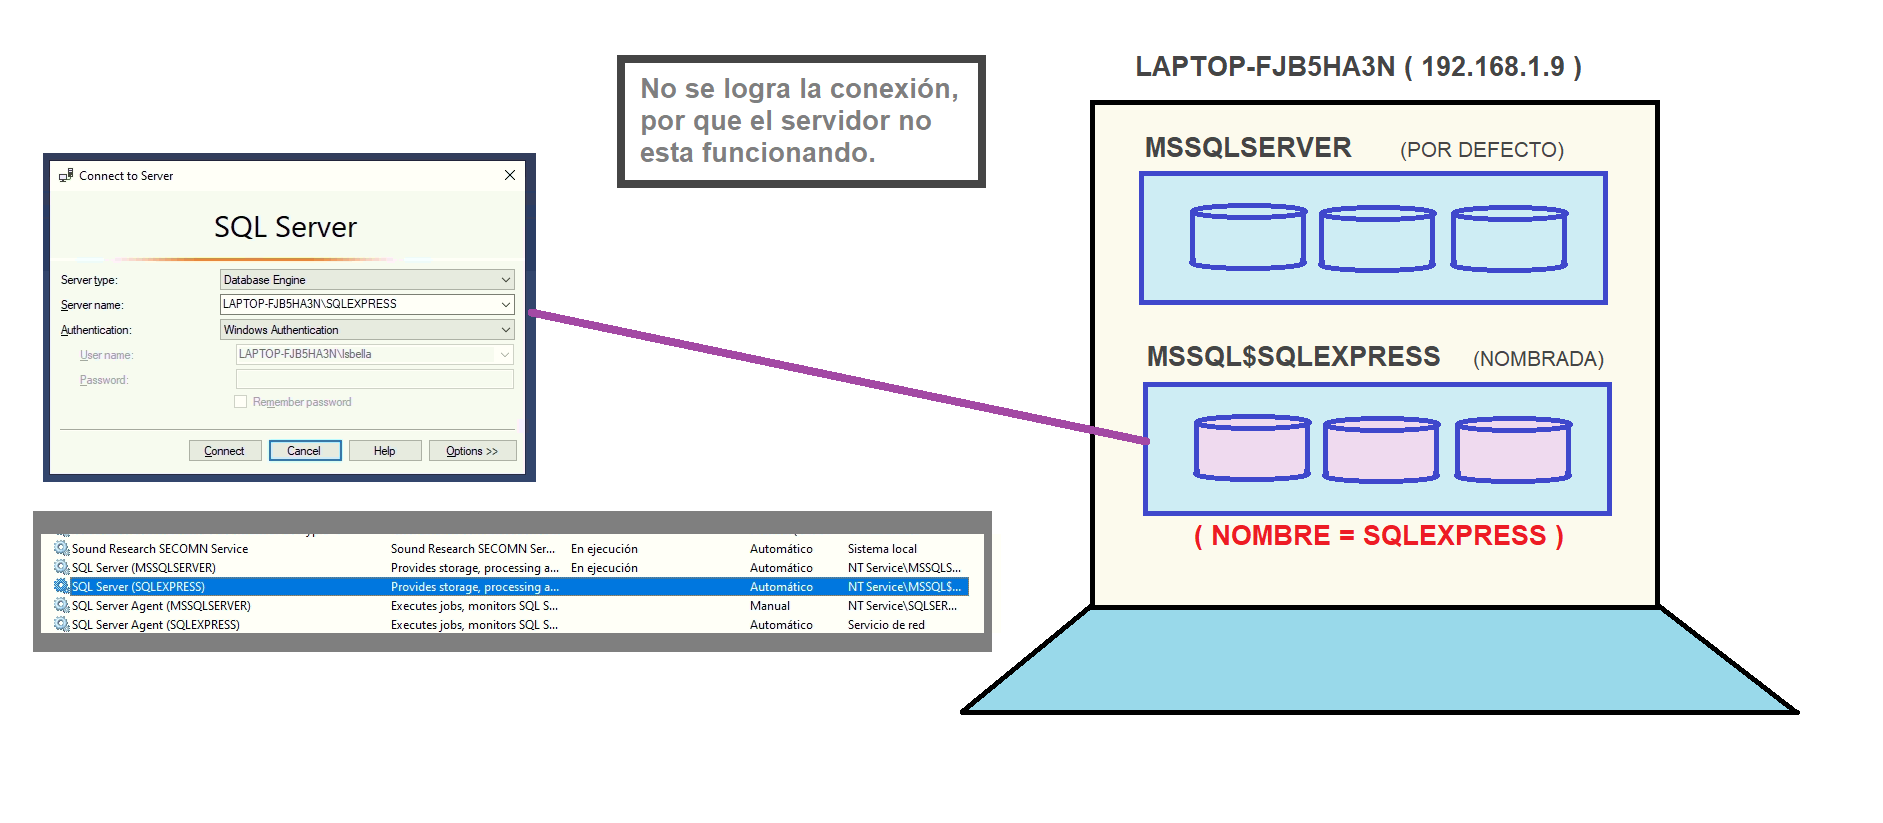 LAPTOP-FJB5HA3N ( 192.168.1.9 )
No se logra la conexión,
por que el servidor no
esta funcionando.
MSSQLSERVER (POR DEFECTO)
MSSQL$SQLEXPRESS (NOMBRADA)
( NOMBRE = SQLEXPRESS )
Connect to Server
SQL Server
Server type: Database Engine
Server name: LAPTOP-FJB5HA3N\SQLEXPRESS
Authentication: Windows Authentication
User name: LAPTOP-FJB5HA3N\Isbella
Password:
Remember password
Connect Cancel Help Options >>
Sound Research SECOMN Service Sound Research SECOMN Ser... En ejecución Automático Sistema local
SQL Server (MSSQLSERVER) Provides storage, processing a... En ejecución Automático NT Service\MSSQLS...
SQL Server (SQLEXPRESS) Provides storage, processing a... Automático NT Service\MSSQL$...
SQL Server Agent (MSSQLSERVER) Executes jobs, monitors SQL S... Manual NT Service\SQLSER...
SQL Server Agent (SQLEXPRESS) Executes jobs, monitors SQL S... Automático Servicio de red